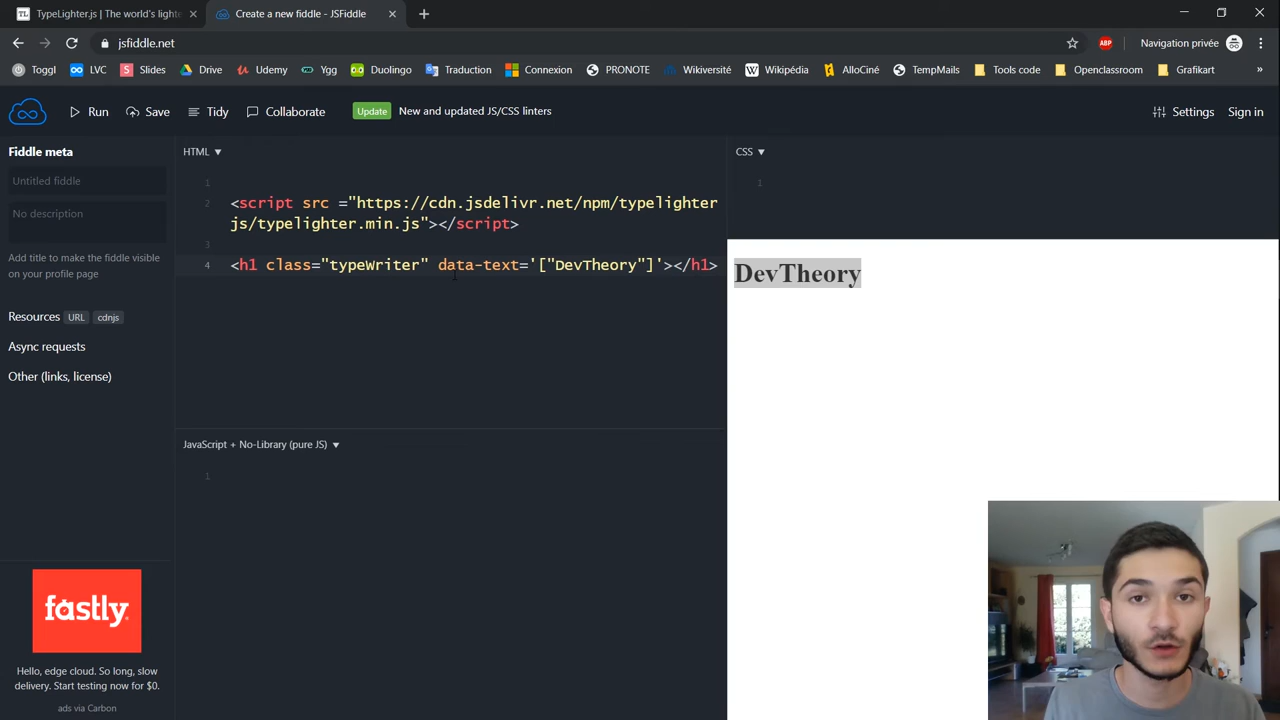 TL TypeLighter.js | The world's lighte
Create a new fiddle - JSFiddle
jsfiddle.net
ABP
Navigation privée
Toggl
LVC
Slides
Drive
Udemy
Ygg
Duolingo
Traduction
Connexion
PRONOTE
Wikiversité
Wikipédia
AlloCiné
TempMails
Tools code
Openclassroom
Grafikart
»
Run
Save
Tidy
Collaborate
Update
New and updated JS/CSS linters
Settings
Sign in
Fiddle meta
Untitled fiddle
No description
Add title to make the fiddle visible
on your profile page
Resources URL cdnjs
Async requests
Other (links, license)
fastly
Hello, edge cloud. So long, slow
delivery. Start testing now for $0.
ads via Carbon
HTML
1
2 <script src ="https://cdn.jsdelivr.net/npm/typelighter
js/typelighter.min.js"></script>
3
4 <h1 class="typeWriter" data-text='["DevTheory"]'></h1>
JavaScript + No-Library (pure JS)
1
CSS
1
DevTheory